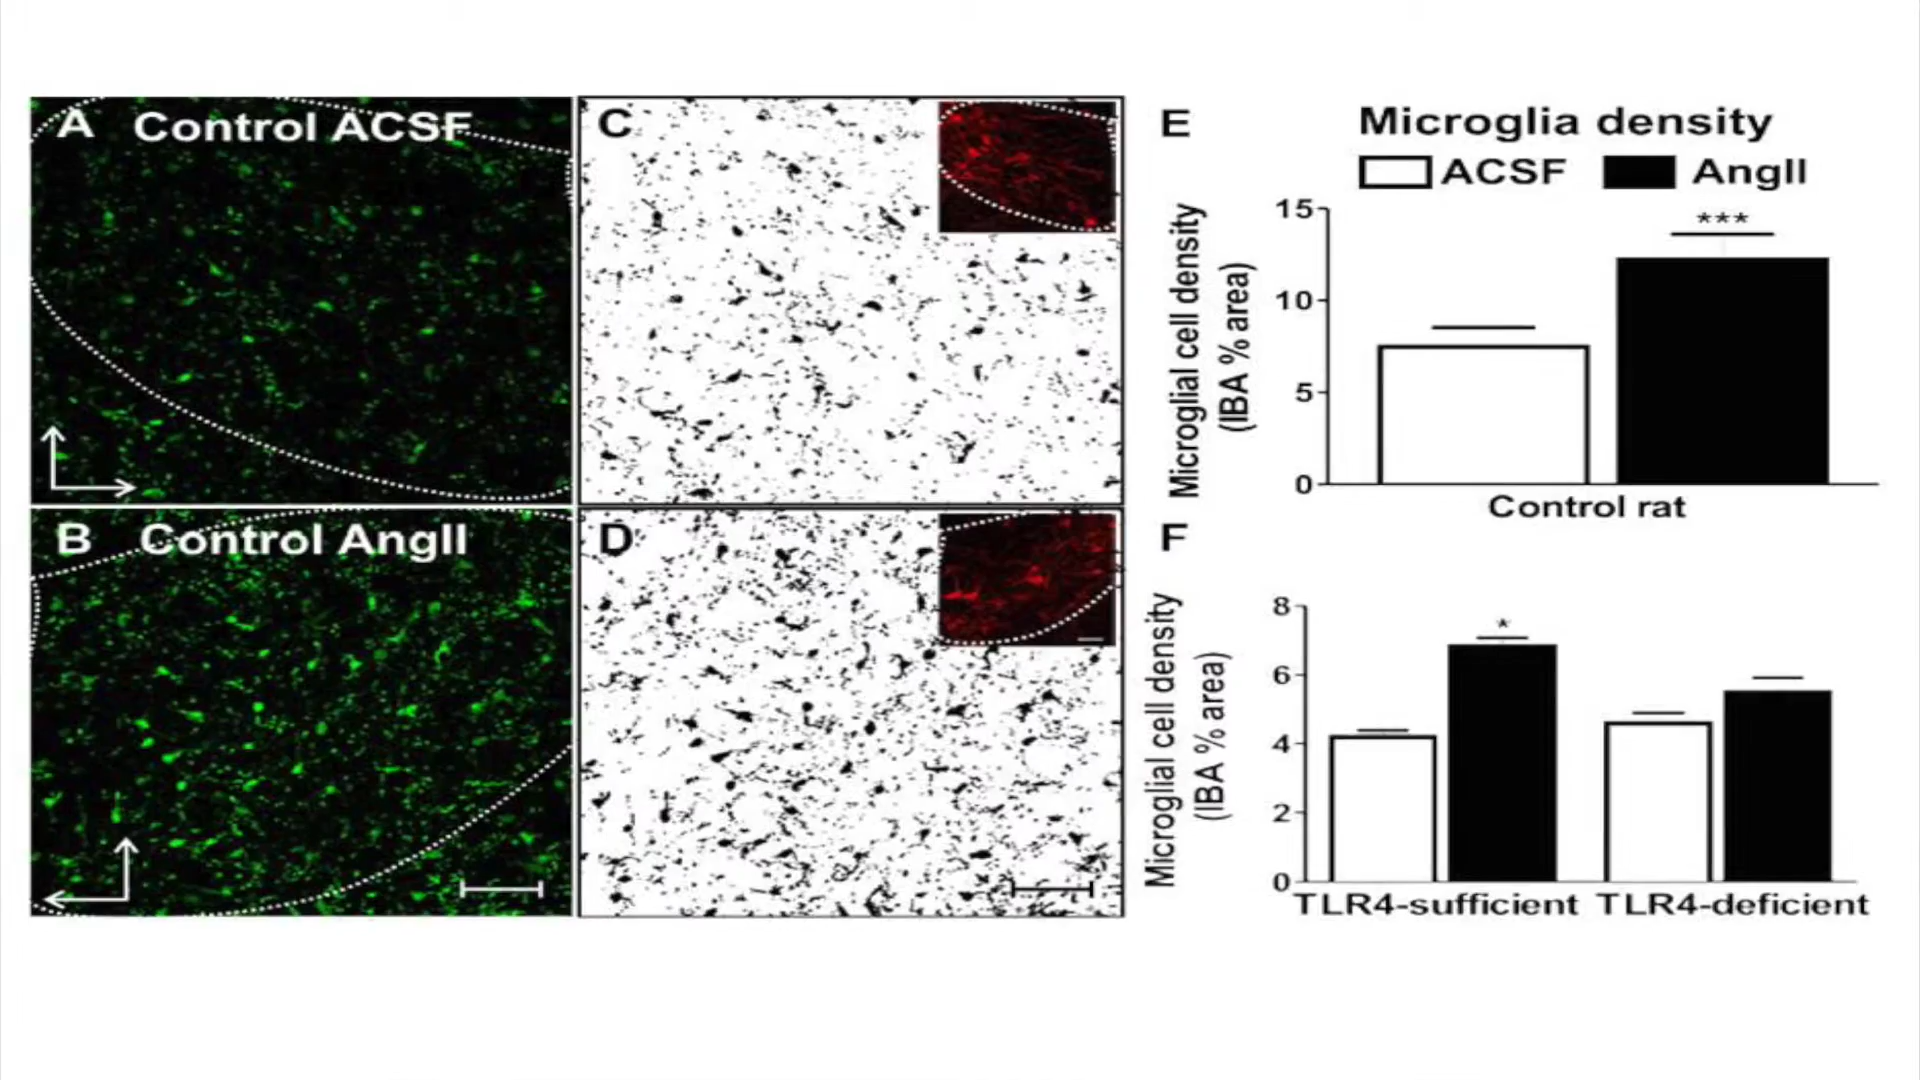 A Control ACSF
B Control AngII
C
D
E
Microglia density
ACSF AngII
Microglial cell density
(IBA % area)
15
10
5
0
***
Control rat
F
Microglial cell density
(IBA % area)
8
6
4
2
0
*
TLR4-sufficient TLR4-deficient